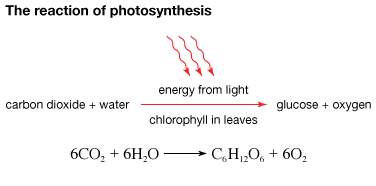 The reaction of photosynthesis
energy from light
carbon dioxide + water glucose + oxygen
chlorophyll in leaves
6CO₂ + 6H₂O ⟶ C₆H₁₂O₆ + 6O₂